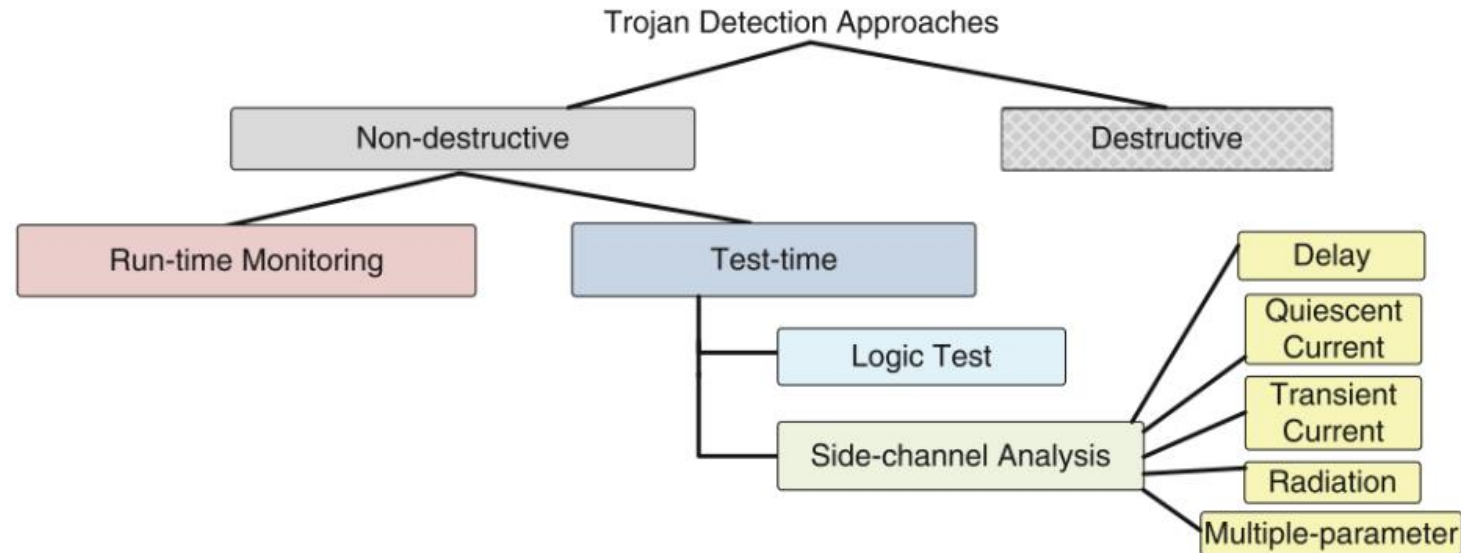 Trojan Detection Approaches
Non-destructive
Destructive
Run-time Monitoring
Test-time
Delay
Quiescent
Current
Logic Test
Transient
Current
Side-channel Analysis
Radiation
Multiple-parameter